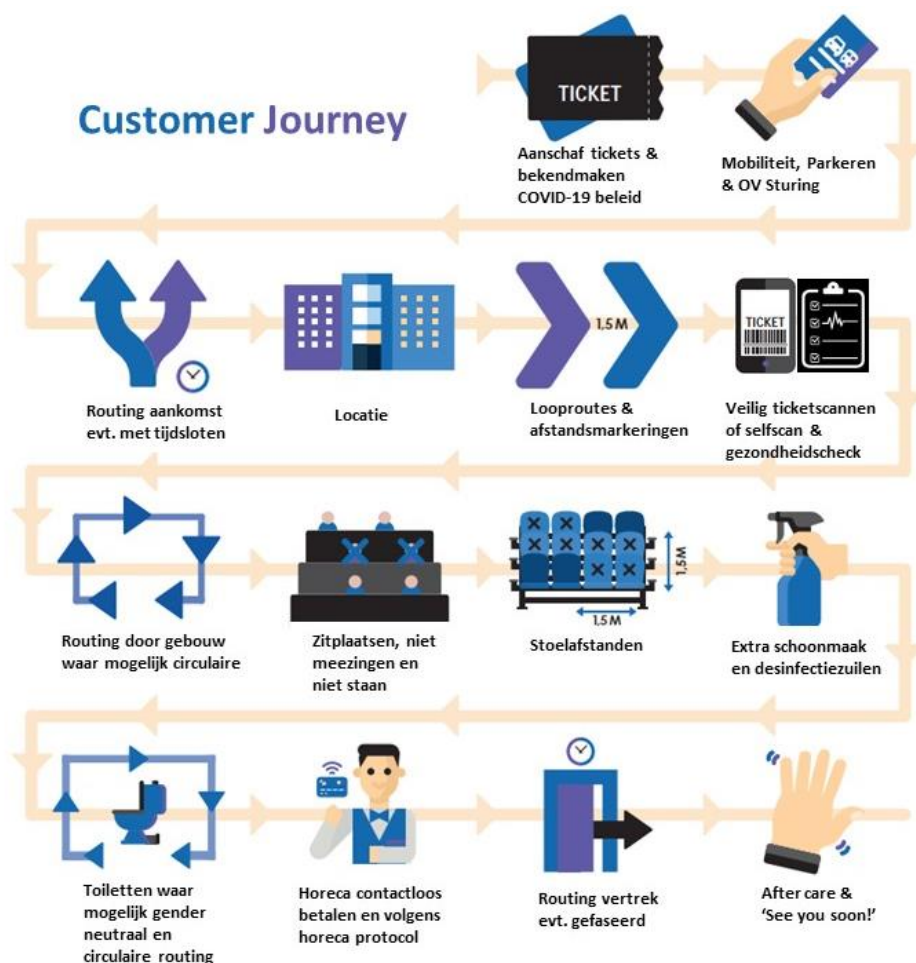 Customer Journey
TICKET
Aanschaf tickets &
bekendmaken
COVID-19 beleid
Mobiliteit, Parkeren
& OV Sturing
Routing aankomst
evt. met tijdsloten
Locatie
1,5 M
Looproutes &
afstandsmarkeringen
TICKET
Veilig ticketscannen
of selfscan &
gezondheidscheck
Routing door gebouw
waar mogelijk circulaire
Zitplaatsen, niet
meezingen en
niet staan
1,5 M
1,5 M
Stoelafstanden
Extra schoonmaak
en desinfectiezuilen
Toiletten waar
mogelijk gender
neutraal en
circulaire routing
Horeca contactloos
betalen en volgens
horeca protocol
Routing vertrek
evt. gefaseerd
After care &
‘See you soon!’